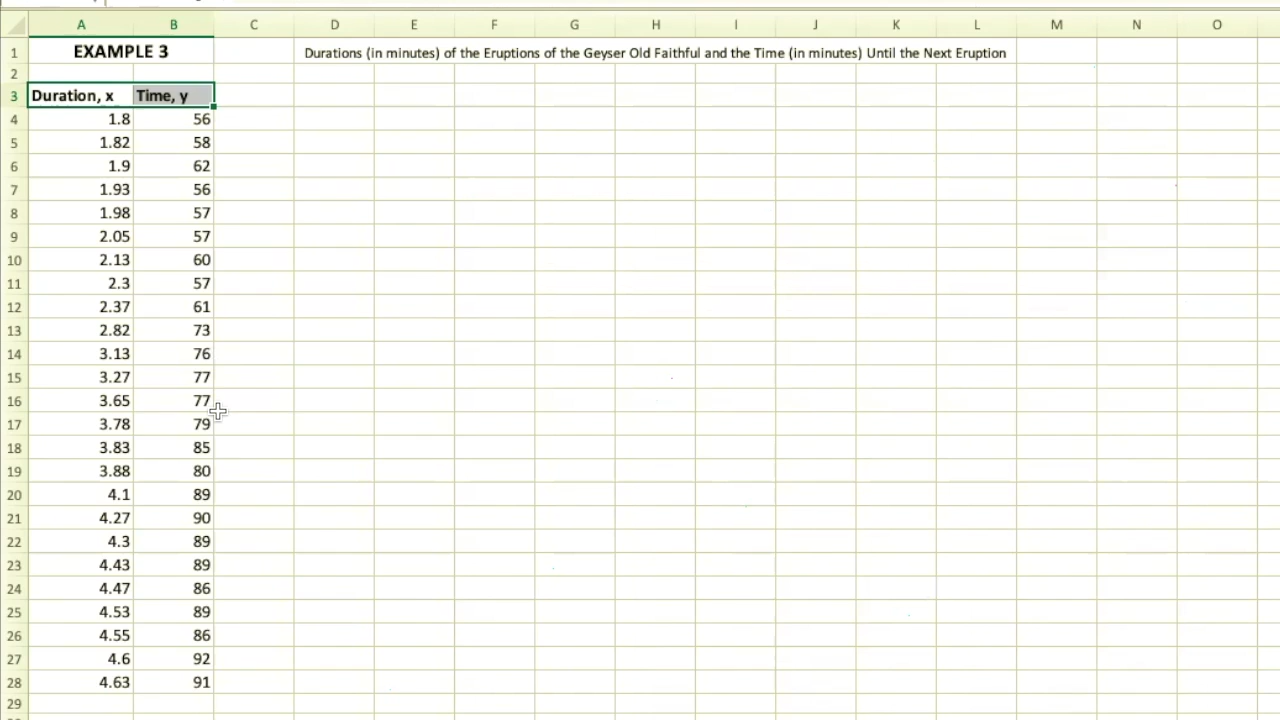 A B C D E F G H I J K L M N O
1 EXAMPLE 3 Durations (in minutes) of the Eruptions of the Geyser Old Faithful and the Time (in minutes) Until the Next Eruption
2
3 Duration, x Time, y
4 1.8 56
5 1.82 58
6 1.9 62
7 1.93 56
8 1.98 57
9 2.05 57
10 2.13 60
11 2.3 57
12 2.37 61
13 2.82 73
14 3.13 76
15 3.27 77
16 3.65 77
17 3.78 79
18 3.83 85
19 3.88 80
20 4.1 89
21 4.27 90
22 4.3 89
23 4.43 89
24 4.47 86
25 4.53 89
26 4.55 86
27 4.6 92
28 4.63 91
29